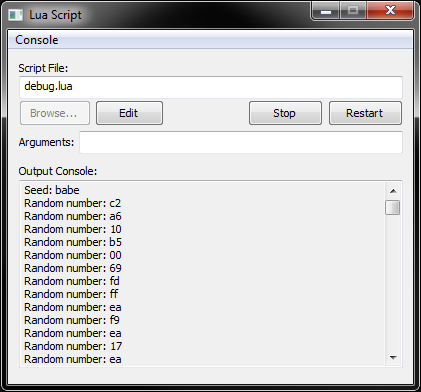 Lua Script
Console
Script File:
debug.lua
Browse... Edit Stop Restart
Arguments:
Output Console:
Seed: babe
Random number: c2
Random number: a6
Random number: 10
Random number: b5
Random number: 00
Random number: 69
Random number: fd
Random number: ff
Random number: ea
Random number: f9
Random number: ea
Random number: 17
Random number: ea